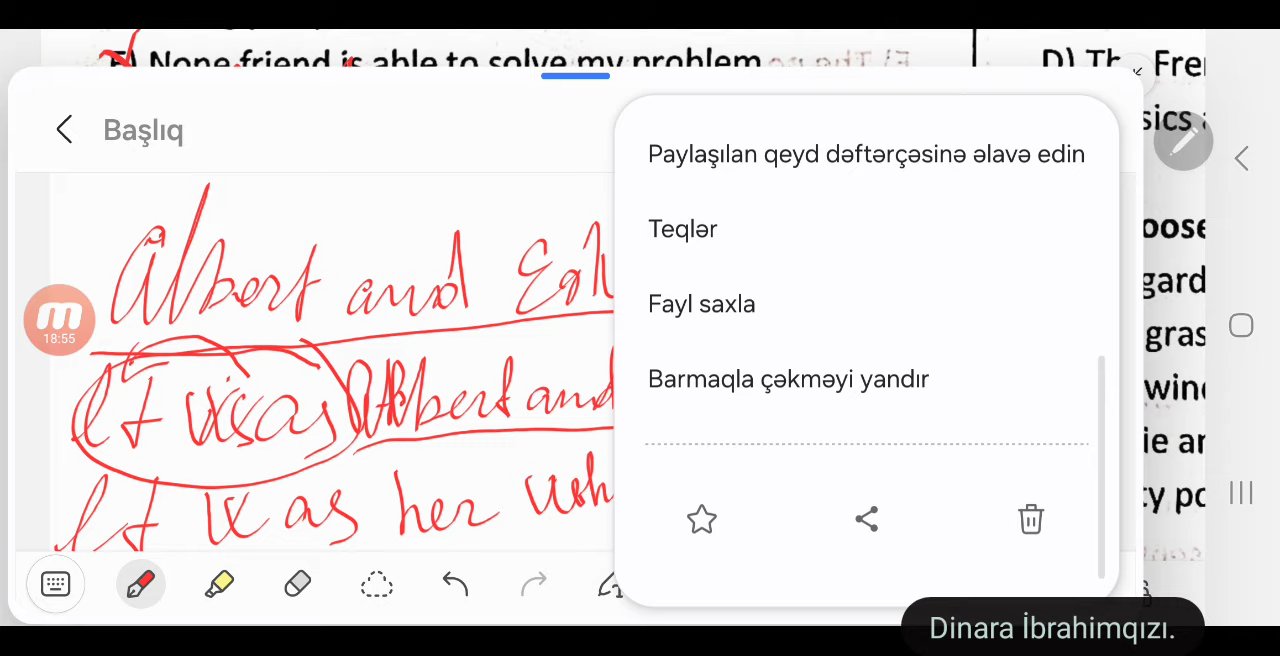 E) None friend is able to solve my problem
D) Th Fre
Başlıq
sics
Paylaşılan qeyd dəftərçəsinə əlavə edin
Teqlər
Fayl saxla
Barmaqla çəkməyi yandır
Albert and
It was Albert and
It was her
m
18:55
oose
gard
gras
win
ie ar
ty po
Dinara İbrahimqızı.